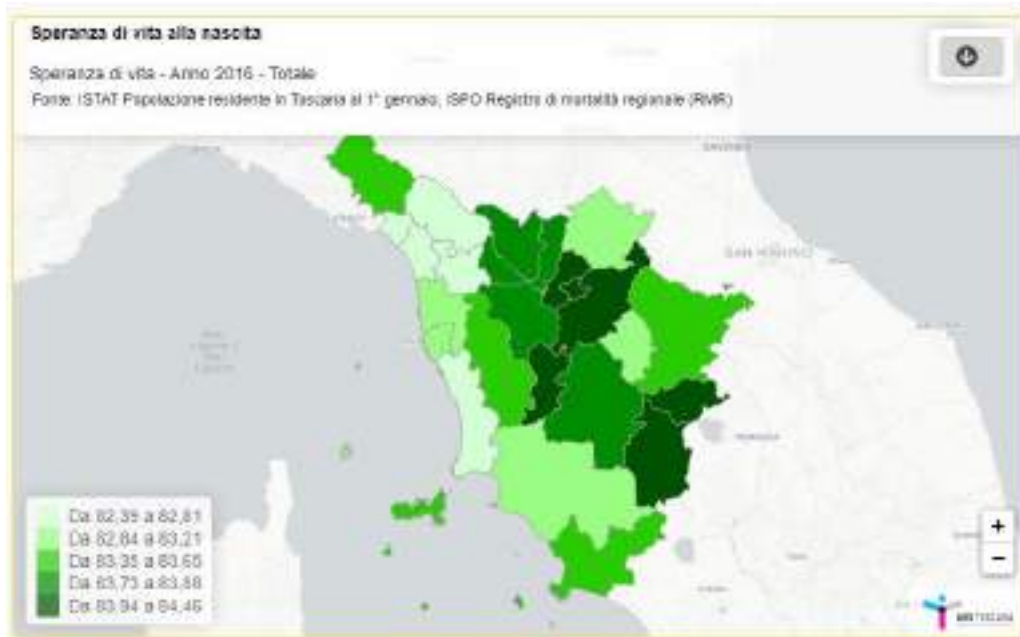 Speranza di vita alla nascita
Speranza di vita - Anno 2016 - Totale
Fonte: ISTAT Popolazione residente in Toscana al 1° gennaio; ISPO Registro di mortalità regionale (RMR)
SAN MARINO
Da 82,39 a 82,81
Da 82,84 a 83,21
Da 83,35 a 83,65
Da 83,73 a 83,88
Da 83,94 a 84,46
+
−